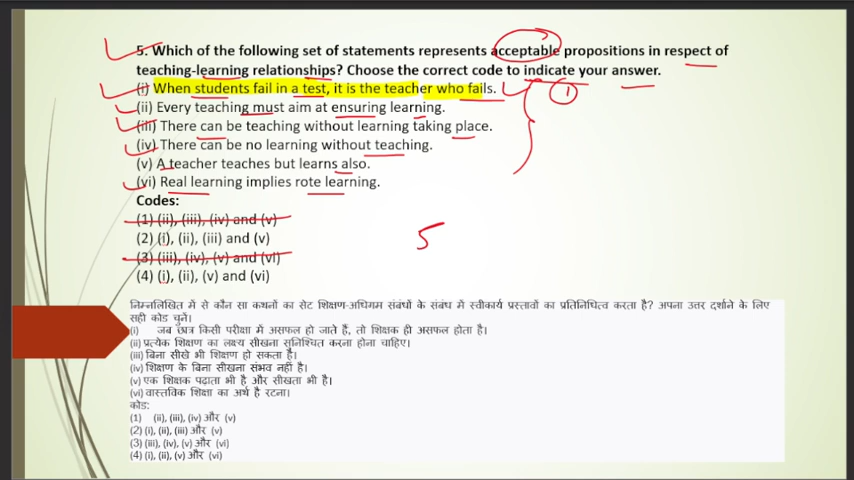 5. Which of the following set of statements represents acceptable propositions in respect of
teaching-learning relationships? Choose the correct code to indicate your answer.
(i) When students fail in a test, it is the teacher who fails.
(ii) Every teaching must aim at ensuring learning.
(iii) There can be teaching without learning taking place.
(iv) There can be no learning without teaching.
(v) A teacher teaches but learns also.
(vi) Real learning implies rote learning.
Codes:
(1) (ii), (iii), (iv) and (v)
(2) (i), (ii), (iii) and (v)
(3) (iii), (iv), (v) and (vi)
(4) (i), (ii), (v) and (vi)
1
5
निम्नलिखित में से कौन सा कथनों का सेट शिक्षण-अधिगम संबंधों के संबंध में स्वीकार्य प्रस्तावों का प्रतिनिधित्व करता है? अपना उत्तर दर्शाने के लिए
सही कोड चुनें।
(i) जब छात्र किसी परीक्षा में असफल हो जाते हैं, तो शिक्षक ही असफल होता है।
(ii) प्रत्येक शिक्षण का लक्ष्य सीखना सुनिश्चित करना होना चाहिए।
(iii) बिना सीखे भी शिक्षण हो सकता है।
(iv) शिक्षण के बिना सीखना संभव नहीं है।
(v) एक शिक्षक पढ़ाता भी है और सीखता भी है।
(vi) वास्तविक शिक्षा का अर्थ है रटना।
कोड:
(1) (ii), (iii), (iv) और (v)
(2) (i), (ii), (iii) और (v)
(3) (iii), (iv), (v) और (vi)
(4) (i), (ii), (v) और (vi)